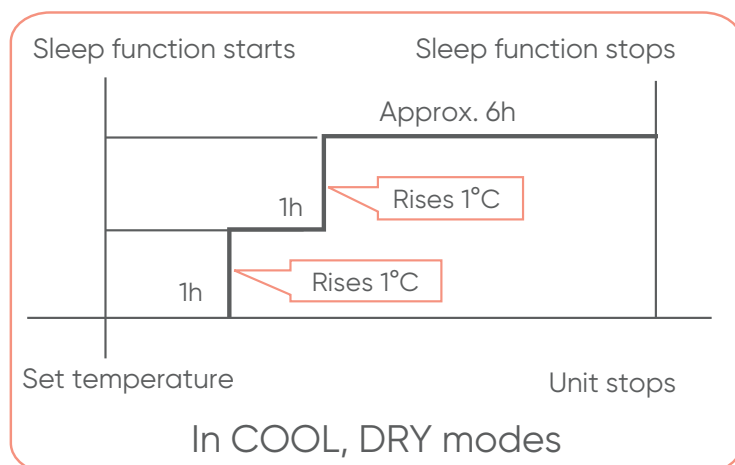 Sleep function starts
Sleep function stops
Approx. 6h
Rises 1°C
1h
Rises 1°C
1h
Set temperature
Unit stops
In COOL, DRY modes